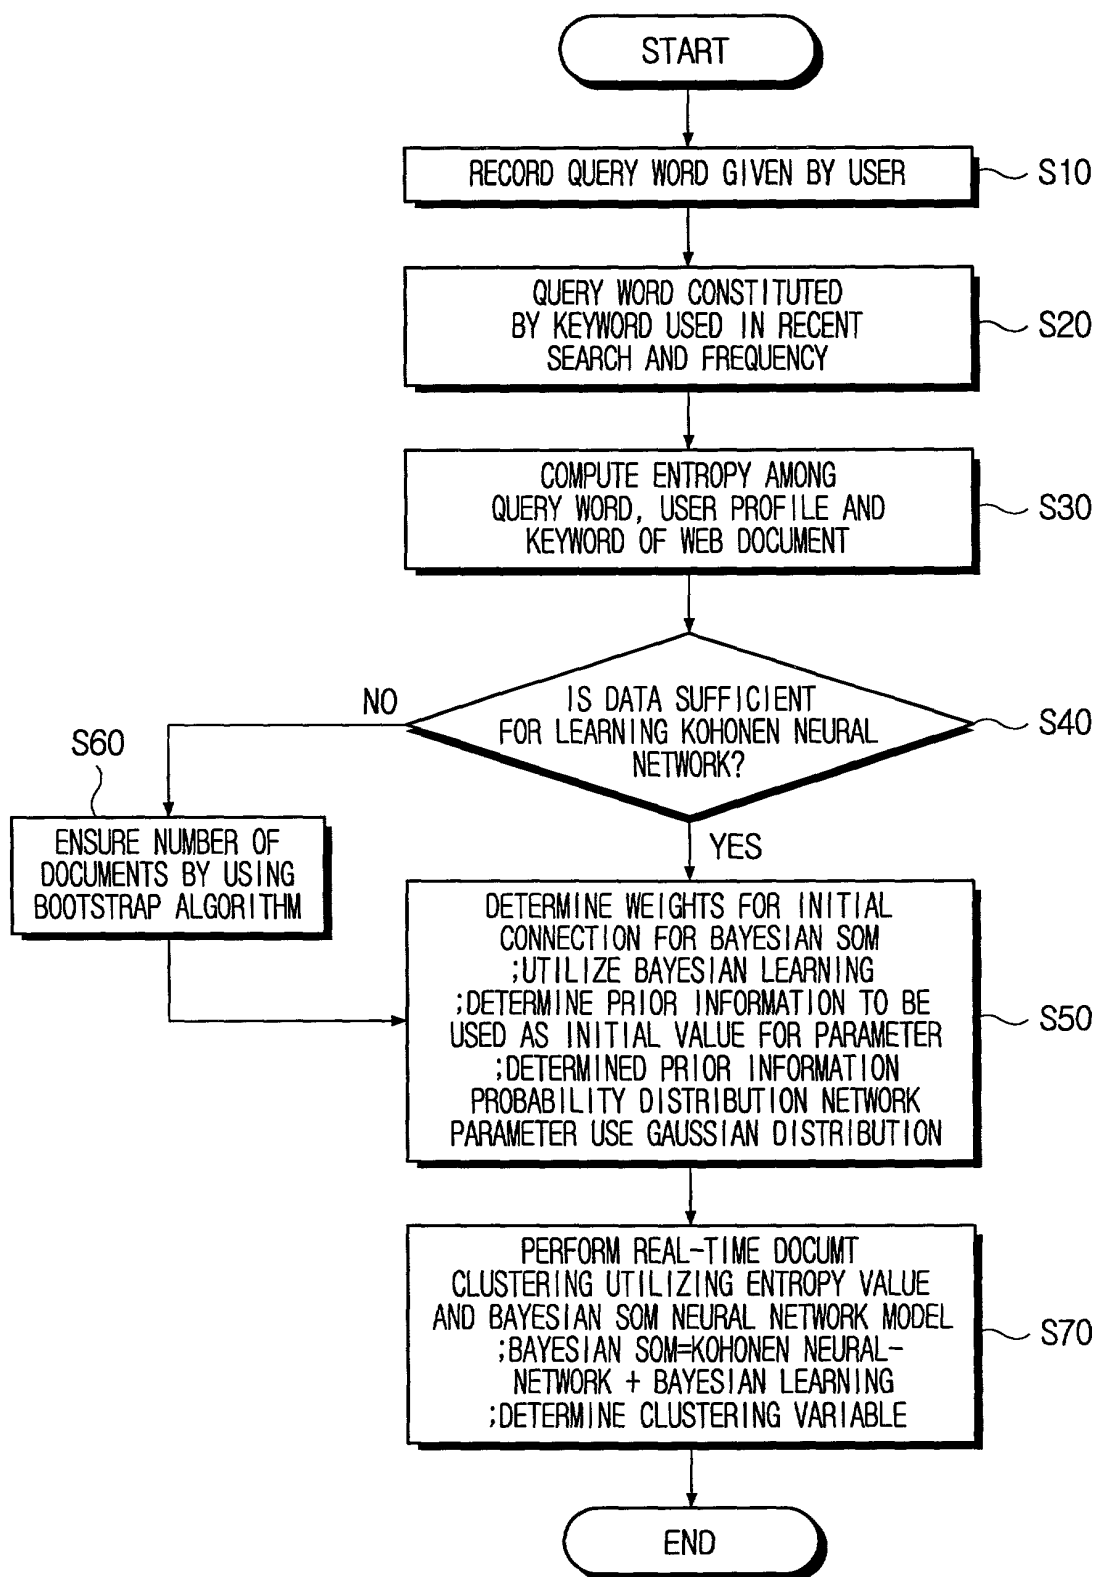 START
RECORD QUERY WORD GIVEN BY USER
S10
QUERY WORD CONSTITUTED
BY KEYWORD USED IN RECENT
SEARCH AND FREQUENCY
S20
COMPUTE ENTROPY AMONG
QUERY WORD, USER PROFILE AND
KEYWORD OF WEB DOCUMENT
S30
IS DATA SUFFICIENT
FOR LEARNING KOHONEN NEURAL
NETWORK?
S40
NO
S60
ENSURE NUMBER OF
DOCUMENTS BY USING
BOOTSTRAP ALGORITHM
YES
DETERMINE WEIGHTS FOR INITIAL
CONNECTION FOR BAYESIAN SOM
;UTILIZE BAYESIAN LEARNING
;DETERMINE PRIOR INFORMATION TO BE
USED AS INITIAL VALUE FOR PARAMETER
;DETERMINED PRIOR INFORMATION
PROBABILITY DISTRIBUTION NETWORK
PARAMETER USE GAUSSIAN DISTRIBUTION
S50
PERFORM REAL-TIME DOCUMT
CLUSTERING UTILIZING ENTROPY VALUE
AND BAYESIAN SOM NEURAL NETWORK MODEL
;BAYESIAN SOM=KOHONEN NEURAL-
NETWORK + BAYESIAN LEARNING
;DETERMINE CLUSTERING VARIABLE
S70
END